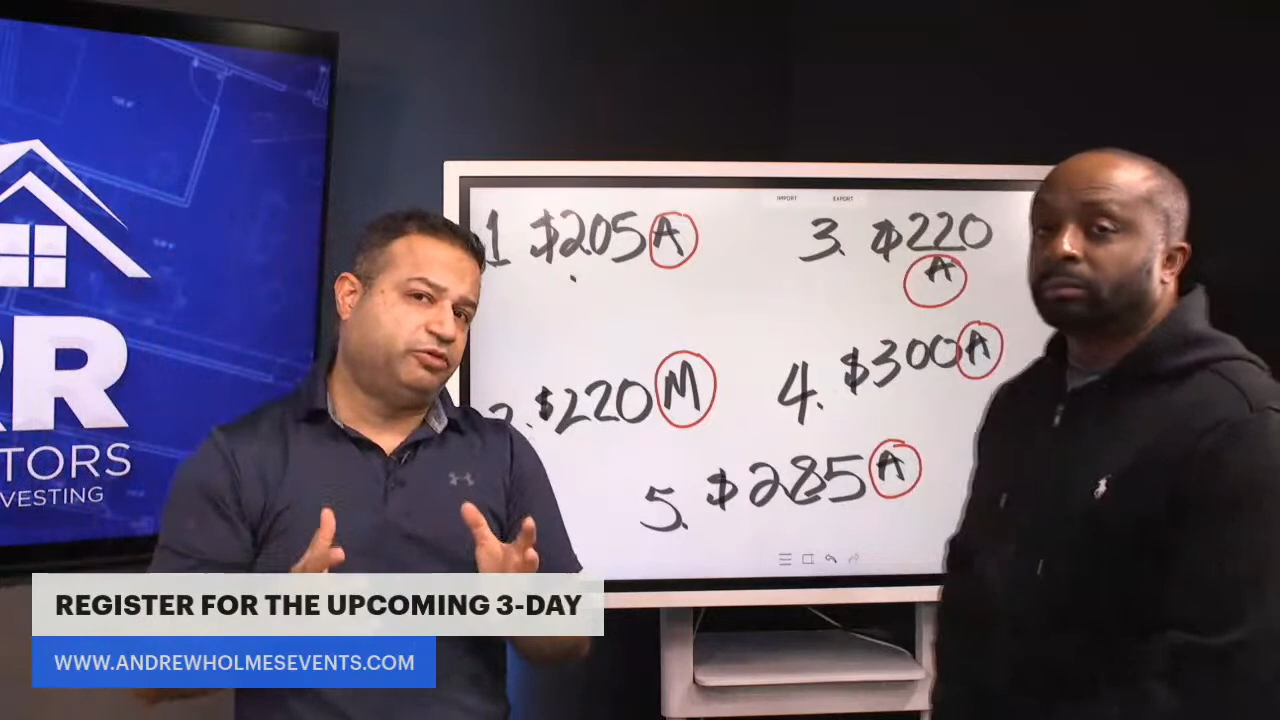 RR
TORS
VESTING
IMPORT EXPORT
1 $205 A
2. $220 M
3. $220
A
4. $300 A
5. $285 A
REGISTER FOR THE UPCOMING 3-DAY
WWW.ANDREWHOLMESEVENTS.COM